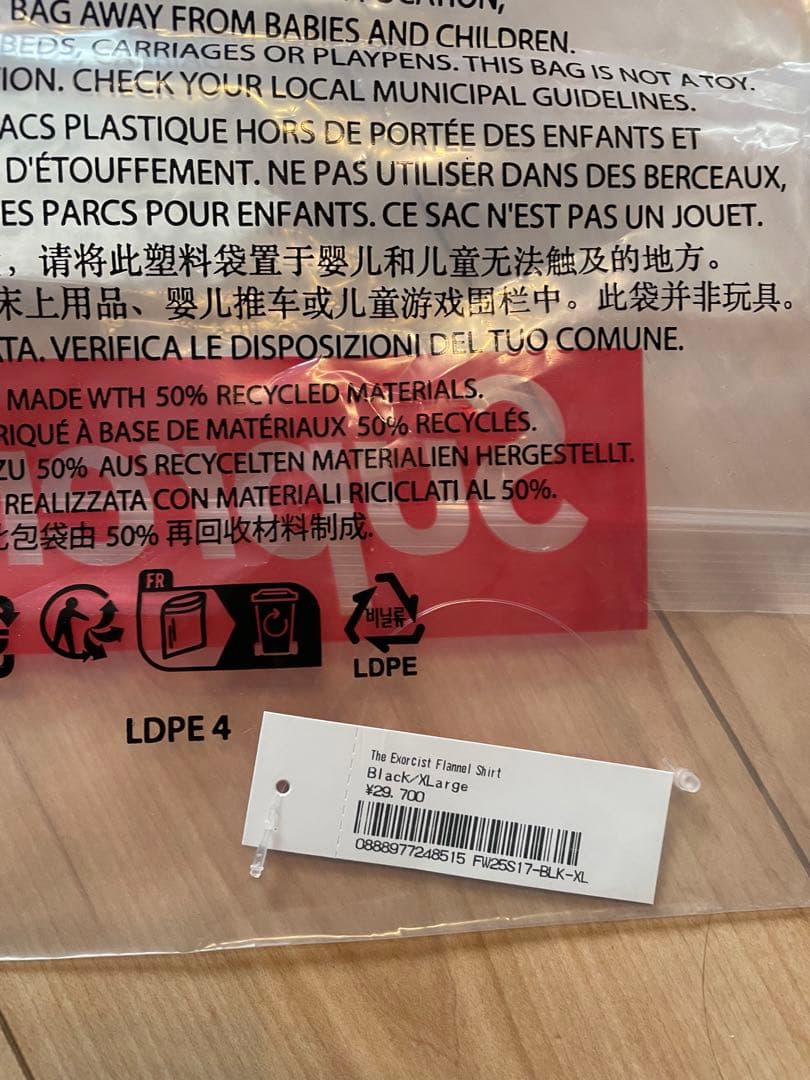 BAG AWAY FROM BABIES AND CHILDREN.
BEDS, CARRIAGES OR PLAYPENS. THIS BAG IS NOT A TOY.
ION. CHECK YOUR LOCAL MUNICIPAL GUIDELINES.
ACS PLASTIQUE HORS DE PORTÉE DES ENFANTS ET
D'ÉTOUFFEMENT. NE PAS UTILISER DANS DES BERCEAUX,
ES PARCS POUR ENFANTS. CE SAC N'EST PAS UN JOUET.
，请将此塑料袋置于婴儿和儿童无法触及的地方。
床上用品、婴儿推车或儿童游戏围栏中。此袋并非玩具。
TA. VERIFICA LE DISPOSIZIONI DEL TUO COMUNE.
MADE WTH 50% RECYCLED MATERIALS.
RIQUÉ À BASE DE MATÉRIAUX 50% RECYCLÉS.
ZU 50% AUS RECYCELTEN MATERIALIEN HERGESTELLT.
REALIZZATA CON MATERIALI RICICLATI AL 50%.
比包袋由 50% 再回收材料制成.
Supre
FR
비닐류
LDPE
LDPE 4
The Exorcist Flannel Shirt
Black/XLarge
¥29,700
0888977248515 FW25S17-BLK-XL